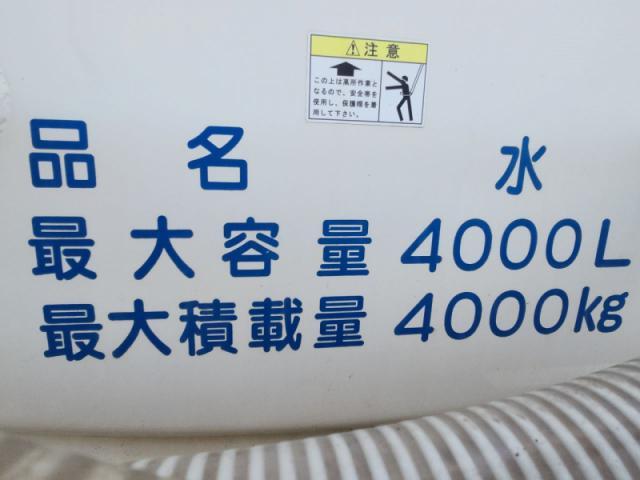 注意
この上は高所作業と
なるので、安全帯を
使用し、保護帽を着
用して下さい。
品名 水
最大容量 4000L
最大積載量 4000kg